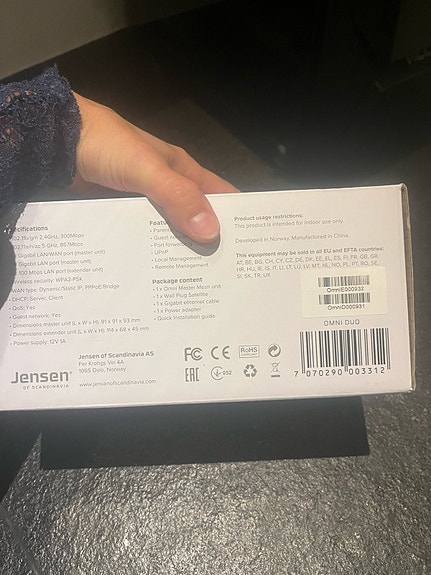 Specifications
802.11b/g/n 2,4GHz, 300Mbps
802.11a/n/ac 5 GHz, 867Mbps
Gigabit LAN/WAN port (master unit)
Gigabit LAN port (master unit)
100 Mbps LAN port (extender unit)
Wireless security: WPA2-PSK
WAN type: Dynamic/Static IP, PPPoE/Bridge
• DHCP: Server, Client
• QoS: Yes
• Guest network: Yes
• Dimensions master unit (L x W x H): 91 x 91 x 93 mm
• Dimensions extender unit (L x W x H): 114 x 68 x 45 mm
• Power supply: 12V 1A
• Guest
• Port forward
• UPnP
• Local Management
• Remote Management
Package content
• 1 x Omni Master Mesh unit
• 1 x Wall Plug Satellite
• 1 x Gigabit ethernet cable
• 1 x Power adapter
• Quick installation guide
Product usage restrictions:
This product is intended for indoor use only.
Developed in Norway. Manufactured in China.
This equipment may be sold in all EU and EFTA countries:
AT, BE, BG, CH, CY, CZ, DE, DK, EE, EL, ES, FI, FR, GB, GR,
HR, HU, IE, IS, IT, LI, LT, LU, LV, MT, NL, NO, PL, PT, RO, SE,
SI, SK, TR, UK
OmniE000932
OmniD000931
OMNI DUO
7 070290 003312
Jensen
OF SCANDINAVIA
Jensen of Scandinavia AS
Per Krohgs Vei 4A
1065 Oslo, Norway
www.jensenofscandinavia.com
FC CE RoHS
EAC 052